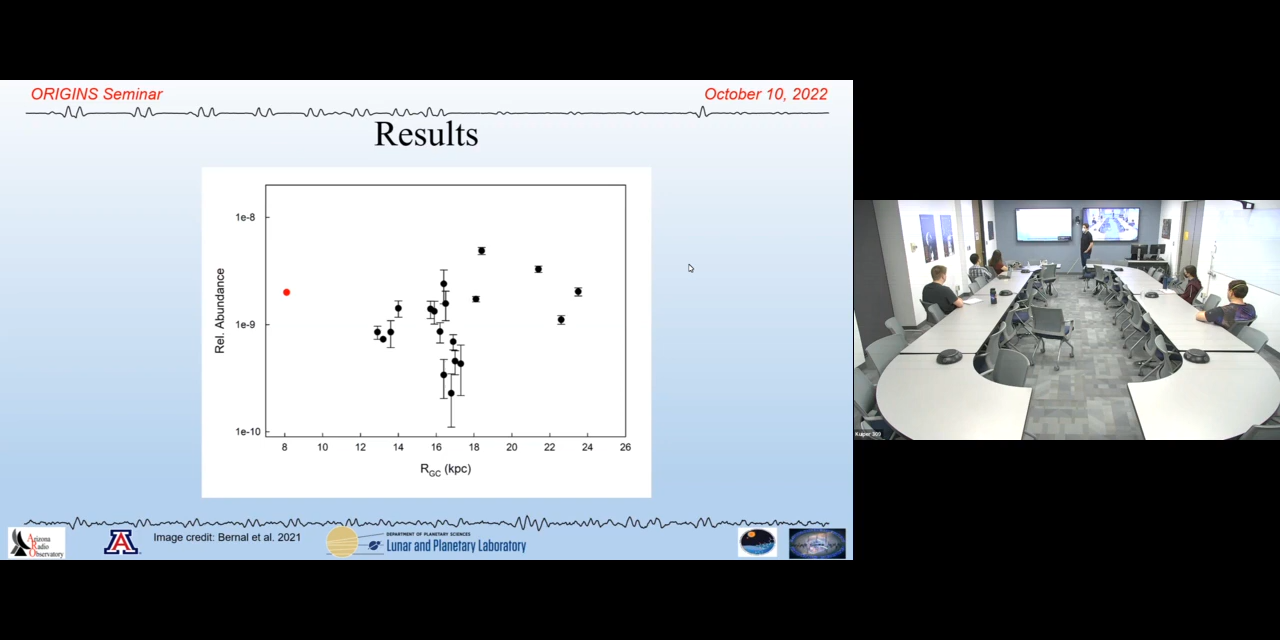 ORIGINS Seminar
October 10, 2022
Results
1e-8
1e-9
1e-10
Rel. Abundance
8 10 12 14 16 18 20 22 24 26
R_GC (kpc)
Arizona
Radio
Observatory
A
Image credit: Bernal et al. 2021
DEPARTMENT OF PLANETARY SCIENCES
Lunar and Planetary Laboratory